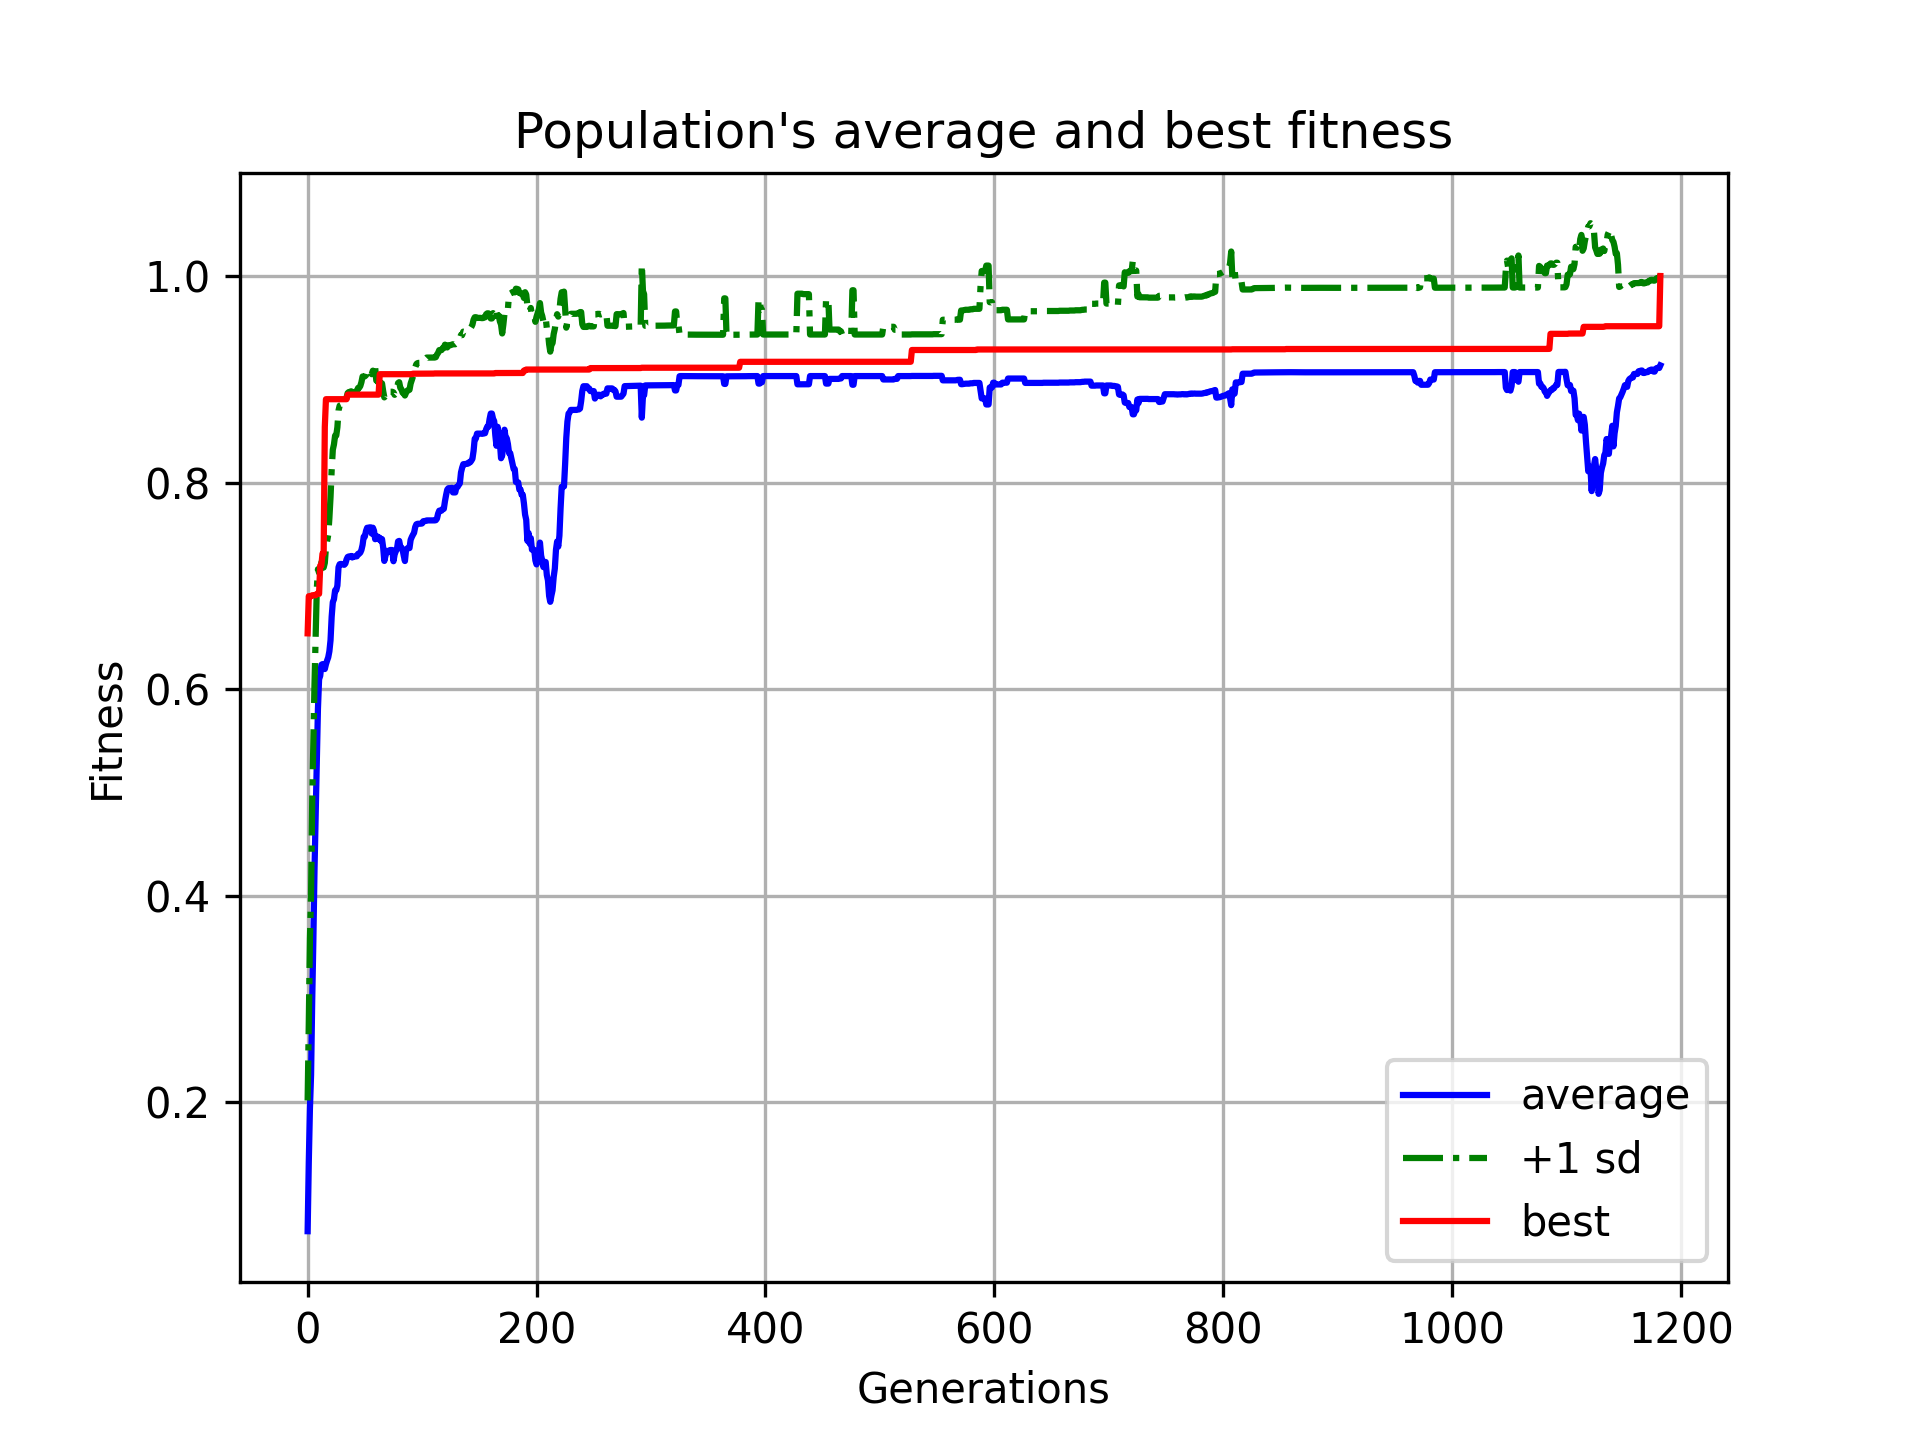 Population's average and best fitness
Fitness
1.0
0.8
0.6
0.4
0.2
0 200 400 600 800 1000 1200
Generations
average
+1 sd
best